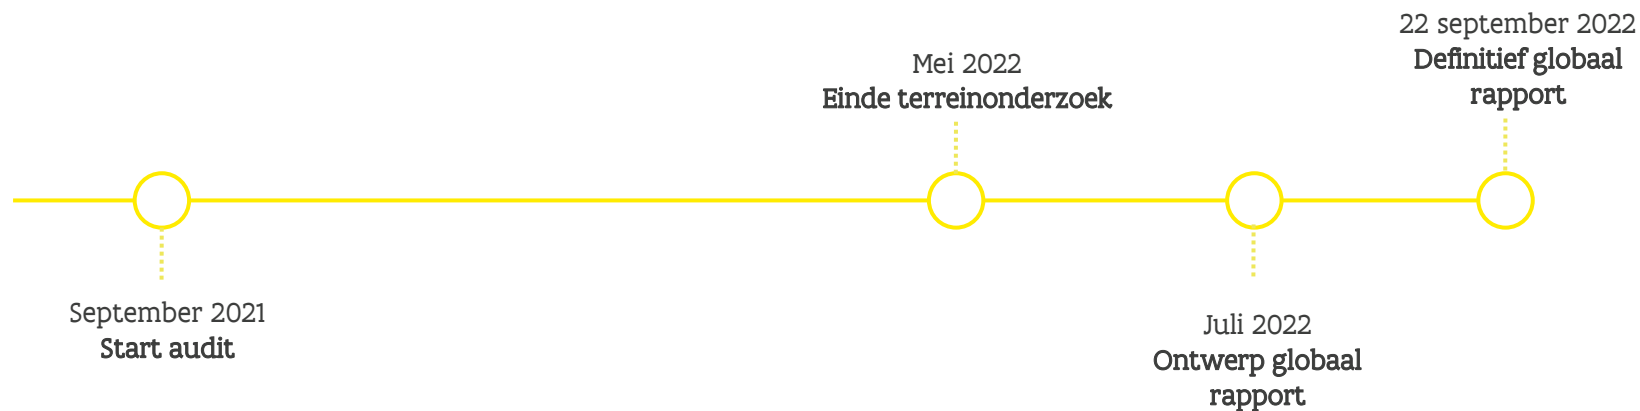 September 2021
Start audit
Mei 2022
Einde terreinonderzoek
Juli 2022
Ontwerp globaal
rapport
22 september 2022
Definitief globaal
rapport